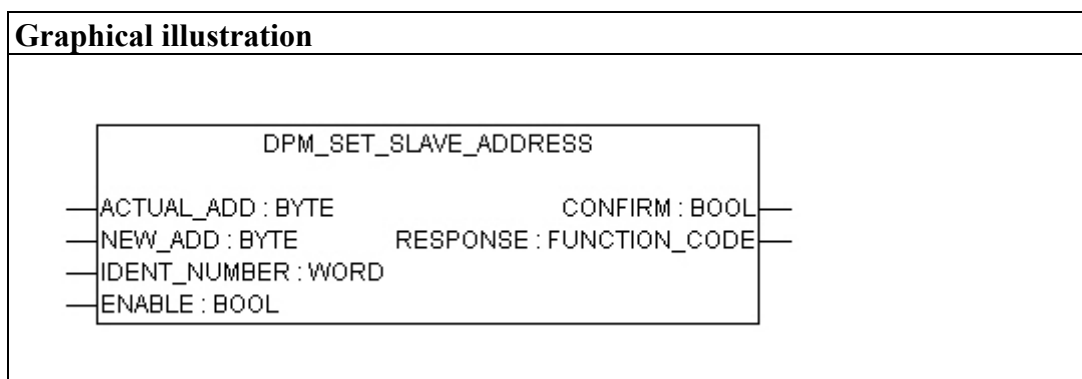 Graphical illustration
DPM_SET_SLAVE_ADDRESS
ACTUAL_ADD : BYTE CONFIRM : BOOL
NEW_ADD : BYTE RESPONSE : FUNCTION_CODE
IDENT_NUMBER : WORD
ENABLE : BOOL